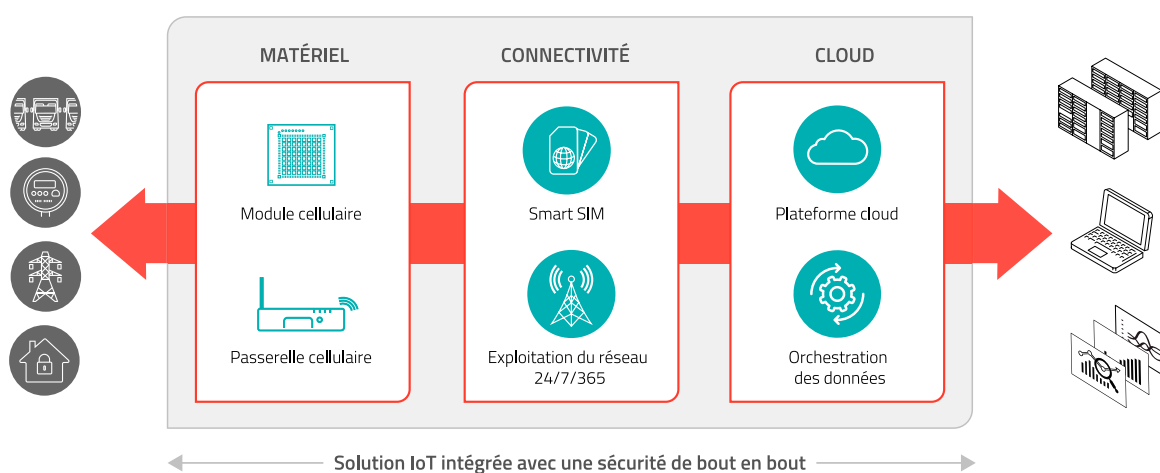 MATÉRIEL
CONNECTIVITÉ
CLOUD
Module cellulaire
Smart SIM
Plateforme cloud
Passerelle cellulaire
Exploitation du réseau
24/7/365
Orchestration
des données
Solution IoT intégrée avec une sécurité de bout en bout